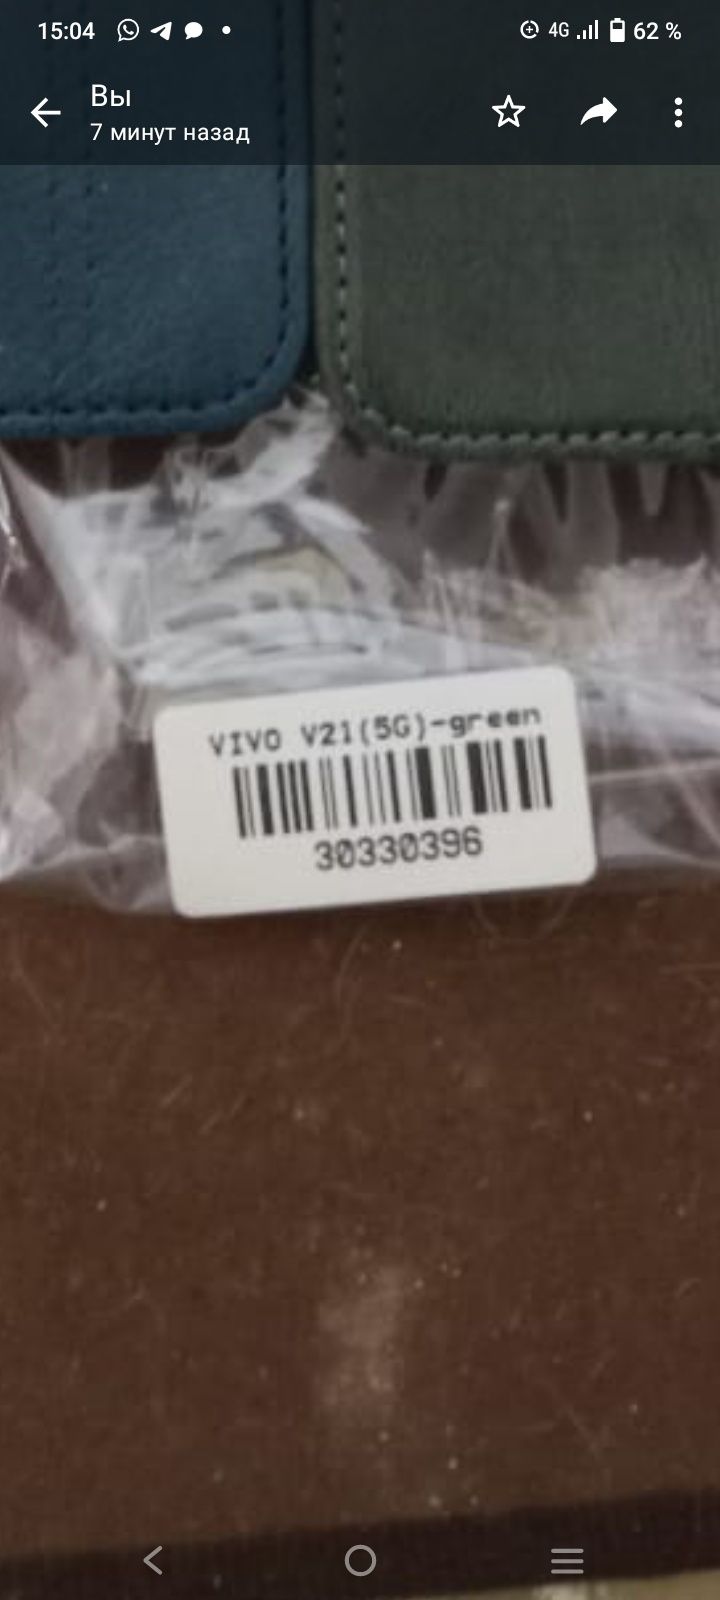 15:04
4G
62 %
Вы
7 минут назад
VIVO V21(5G)-green
30330396